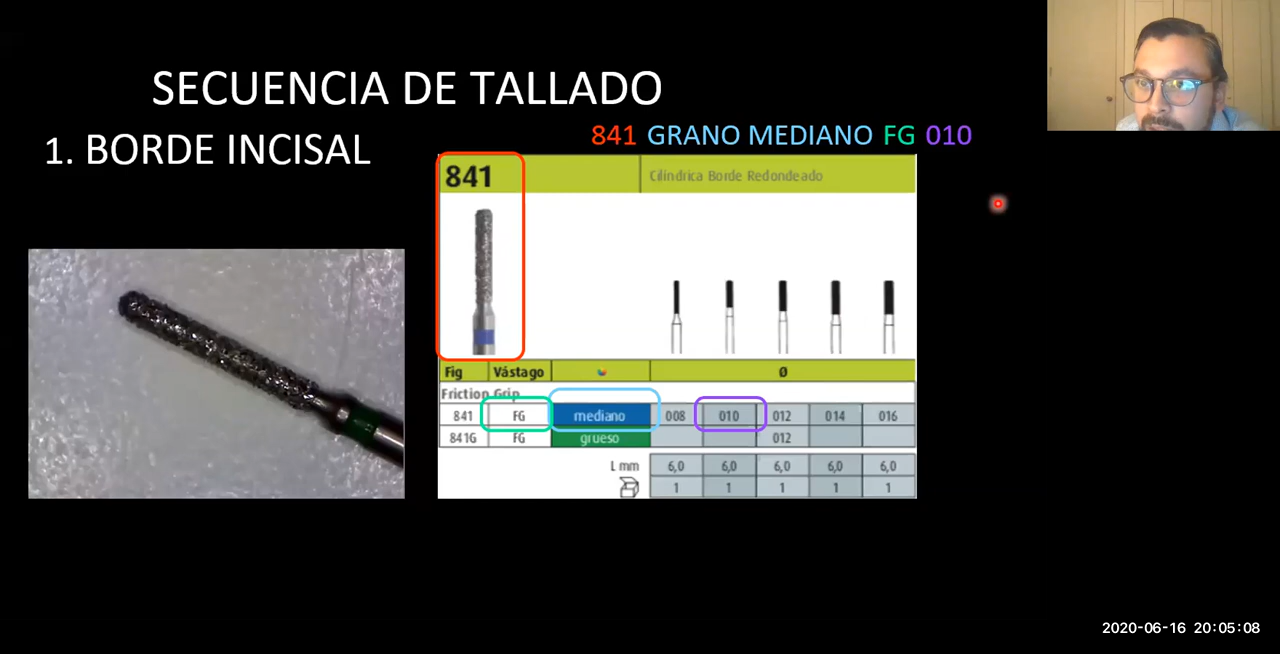 SECUENCIA DE TALLADO
1. BORDE INCISAL
841 GRANO MEDIANO FG 010
841 Cilíndrica Borde Redondeado
Fig Vástago Ø
Friction Grip
841 FG mediano 008 010 012 014 016
841G FG grueso 012
L mm 6,0 6,0 6,0 6,0 6,0
1 1 1 1 1
2020-06-16 20:05:08